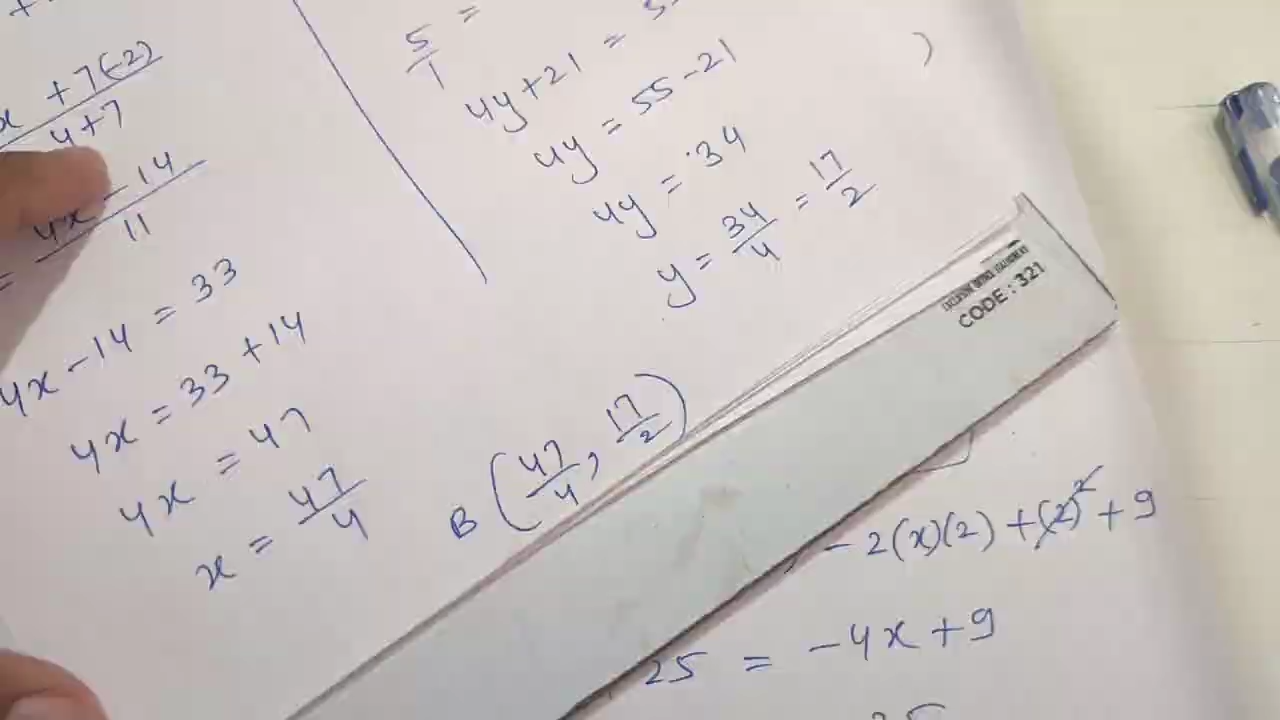 x + 7(-2)
4+7
= 4x - 14
11
4x - 14 = 33
4x = 33 + 14
4x = 47
x = 47/4
5/1 =
4y + 21 =
4y = 55 - 21
4y = 34
y = 34/4 = 17/2
)
B (47/4, 17/2)
CODE : 321
- 2(x)(2) + (2)² + 9
25 = -4x + 9